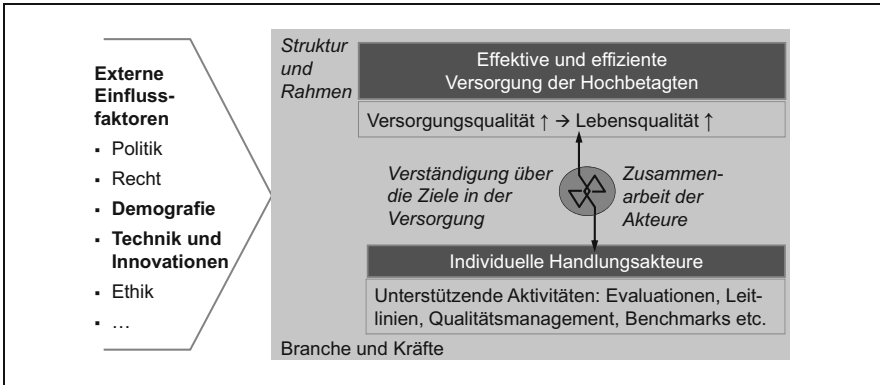 Externe
Einfluss-
faktoren
▪ Politik
▪ Recht
▪ Demografie
▪ Technik und
Innovationen
▪ Ethik
▪ …
Struktur
und
Rahmen
Effektive und effiziente
Versorgung der Hochbetagten
Versorgungsqualität ↑ → Lebensqualität ↑
Verständigung über
die Ziele in der
Versorgung
Zusammen-
arbeit der
Akteure
Individuelle Handlungsakteure
Unterstützende Aktivitäten: Evaluationen, Leit-
linien, Qualitätsmanagement, Benchmarks etc.
Branche und Kräfte